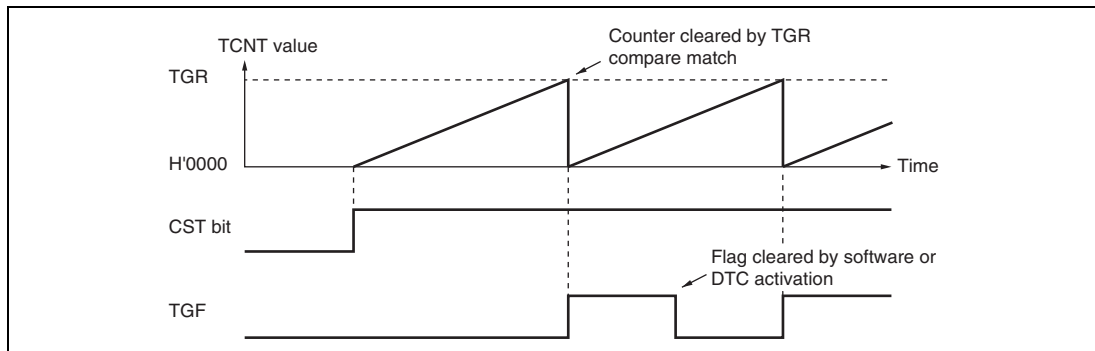 TCNT value
Counter cleared by TGR
compare match
TGR
H'0000
Time
CST bit
Flag cleared by software or
DTC activation
TGF